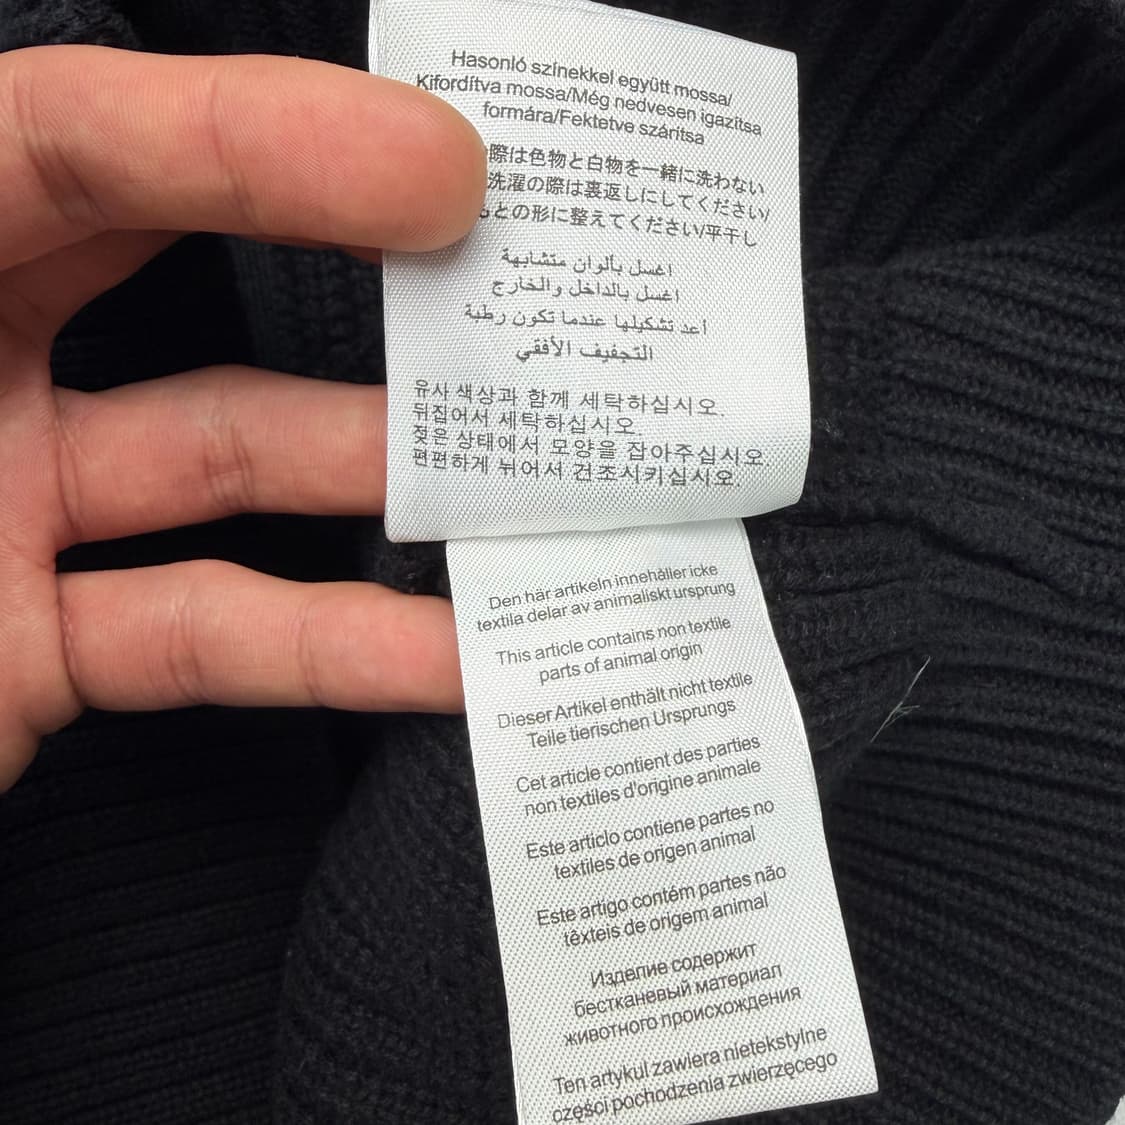 Hasonló színekkel együtt mossa/
Kifordítva mossa/Még nedvesen igazítsa
formára/Fektetve szárítsa
際は色物と白物を一緒に洗わない
洗濯の際は裏返しにしてください/
もとの形に整えてください/平干し
اغسل بألوان متشابهة
اغسل بالداخل والخارج
أعد تشكيلها عندما تكون رطبة
التجفيف الأفقي
유사 색상과 함께 세탁하십시오.
뒤집어서 세탁하십시오
젖은 상태에서 모양을 잡아주십시오.
편편하게 뉘어서 건조시키십시오.
Den här artikeln innehåller icke
textila delar av animaliskt ursprung
This article contains non textile
parts of animal origin
Dieser Artikel enthält nicht textile
Teile tierischen Ursprungs
Cet article contient des parties
non textiles d'origine animale
Este articlo contiene partes no
textiles de origen animal
Este artigo contém partes não
têxteis de origem animal
Изделие содержит
бестканевый материал
животного происхождения
Ten artykul zawiera nietekstylne
części pochodzenia zwierzęcego